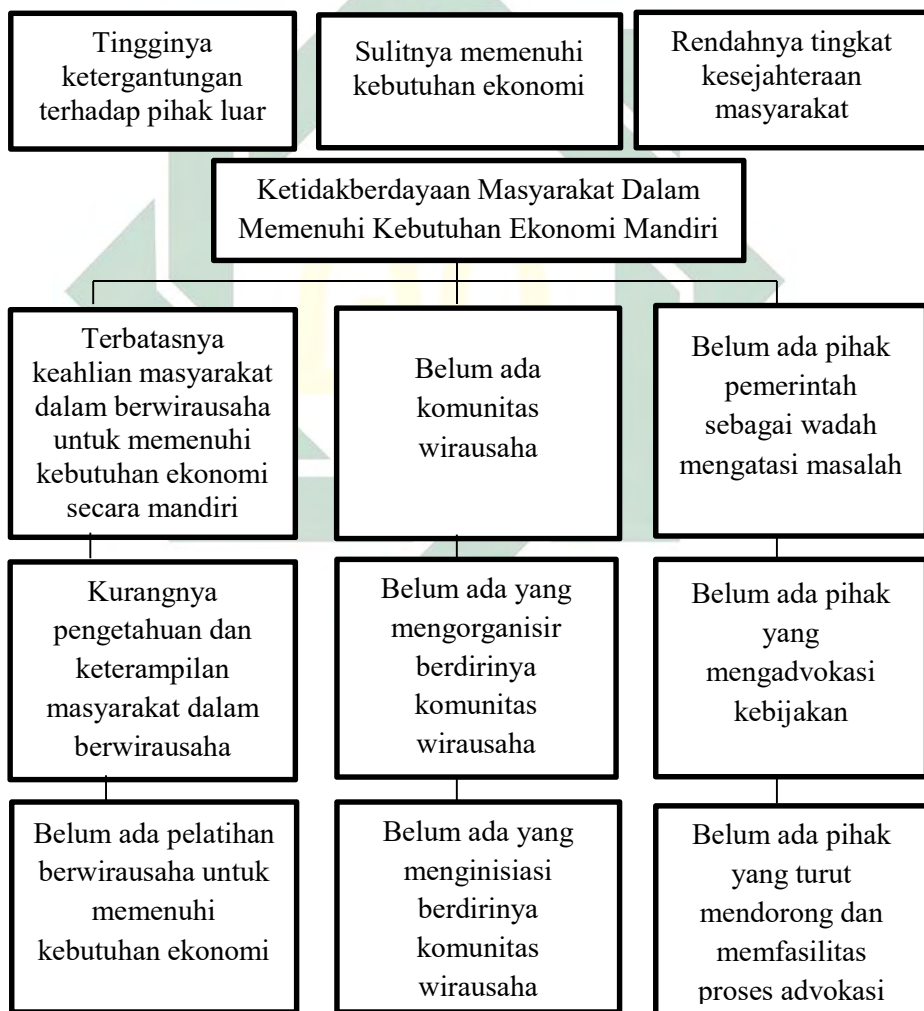 Tingginya
ketergantungan
terhadap pihak luar
Sulitnya memenuhi
kebutuhan ekonomi
Rendahnya tingkat
kesejahteraan
masyarakat
Ketidakberdayaan Masyarakat Dalam
Memenuhi Kebutuhan Ekonomi Mandiri
Terbatasnya
keahlian masyarakat
dalam berwirausaha
untuk memenuhi
kebutuhan ekonomi
secara mandiri
Belum ada
komunitas
wirausaha
Belum ada pihak
pemerintah
sebagai wadah
mengatasi masalah
Kurangnya
pengetahuan dan
keterampilan
masyarakat dalam
berwirausaha
Belum ada yang
mengorganisir
berdirinya
komunitas
wirausaha
Belum ada pihak
yang
mengadvokasi
kebijakan
Belum ada pelatihan
berwirausaha untuk
memenuhi
kebutuhan ekonomi
Belum ada yang
menginisiasi
berdirinya
komunitas
wirausaha
Belum ada pihak
yang turut
mendorong dan
memfasilitas
proses advokasi